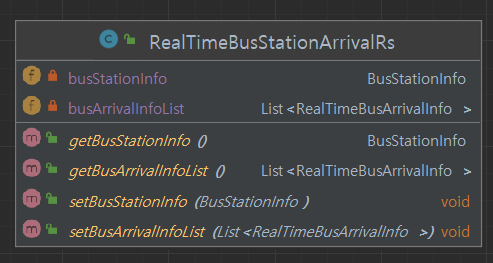 C RealTimeBusStationArrivalRs
f busStationInfo BusStationInfo
f busArrivalInfoList List <RealTimeBusArrivalInfo >
m getBusStationInfo () BusStationInfo
m getBusArrivalInfoList () List <RealTimeBusArrivalInfo >
m setBusStationInfo (BusStationInfo ) void
m setBusArrivalInfoList (List <RealTimeBusArrivalInfo >) void